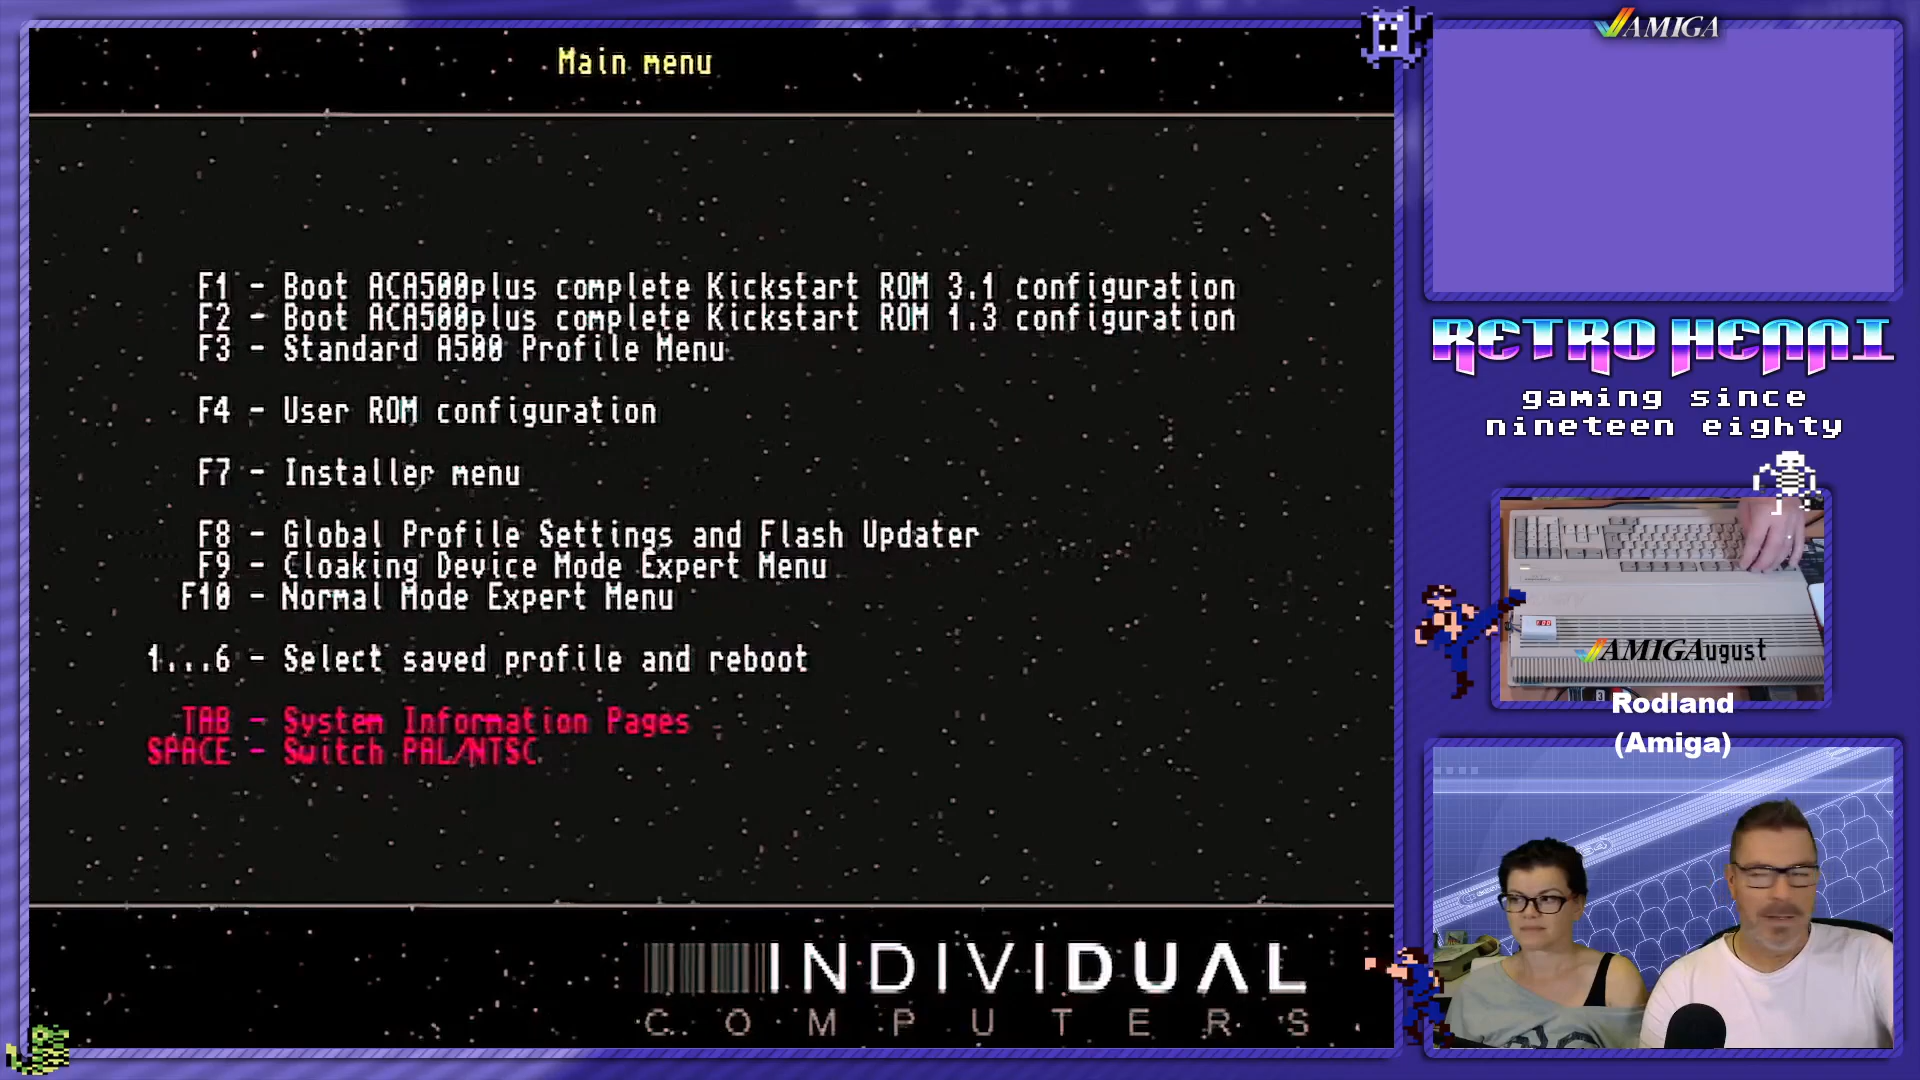 Main menu
F1 - Boot ACA500plus complete Kickstart ROM 3.1 configuration
F2 - Boot ACA500plus complete Kickstart ROM 1.3 configuration
F3 - Standard A500 Profile Menu
F4 - User ROM configuration
F7 - Installer menu
F8 - Global Profile Settings and Flash Updater
F9 - Cloaking Device Mode Expert Menu
F10 - Normal Mode Expert Menu
1...6 - Select saved profile and reboot
TAB - System Information Pages
SPACE - Switch PAL/NTSC
INDIVIDUAL
COMPUTERS
AMIGA
RETRO HENNI
gaming since
nineteen eighty
AMIGAugust
Rodland
(Amiga)